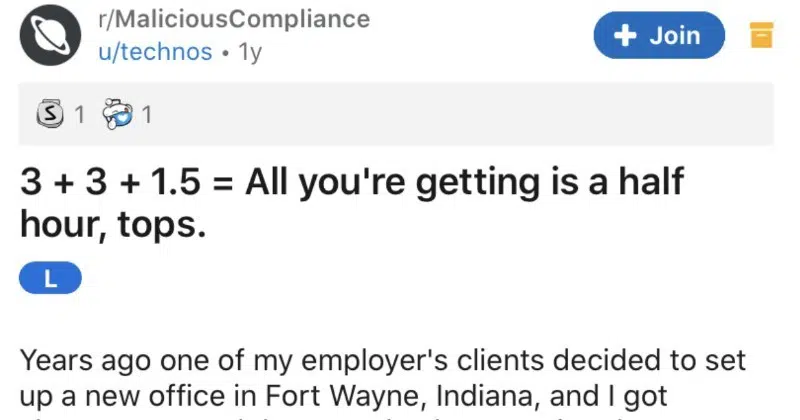 r/MaliciousCompliance
u/technos • 1y
+ Join
S 1 1
3 + 3 + 1.5 = All you're getting is a half
hour, tops.
L
Years ago one of my employer's clients decided to set
up a new office in Fort Wayne, Indiana, and I got